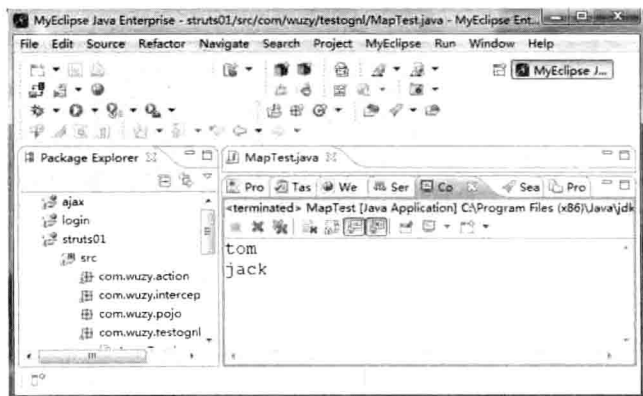 MyEclipse Java Enterprise - struts01/src/com/wuzy/testognl/MapTest.java - MyEclipse Ent...
File Edit Source Refactor Navigate Search Project MyEclipse Run Window Help
MyEclipse J...
Package Explorer
MapTest.java
ajax
login
struts01
src
com.wuzy.action
com.wuzy.intercep
com.wuzy.pojo
com.wuzy.testognl
Pro Tas We Ser Co Sea Pro
<terminated> MapTest [Java Application] C:\Program Files (x86)\Java\jdk
tom
jack